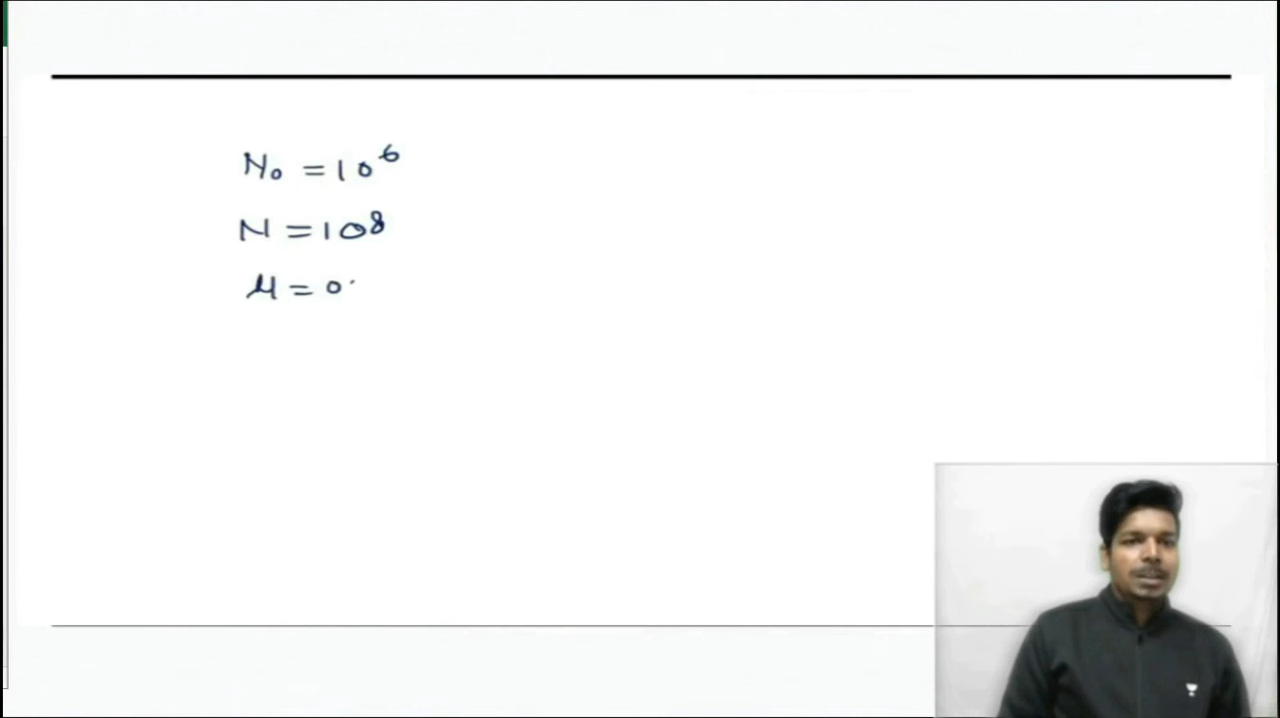 N₀ = 10⁶
N = 10⁸
μ = 0.